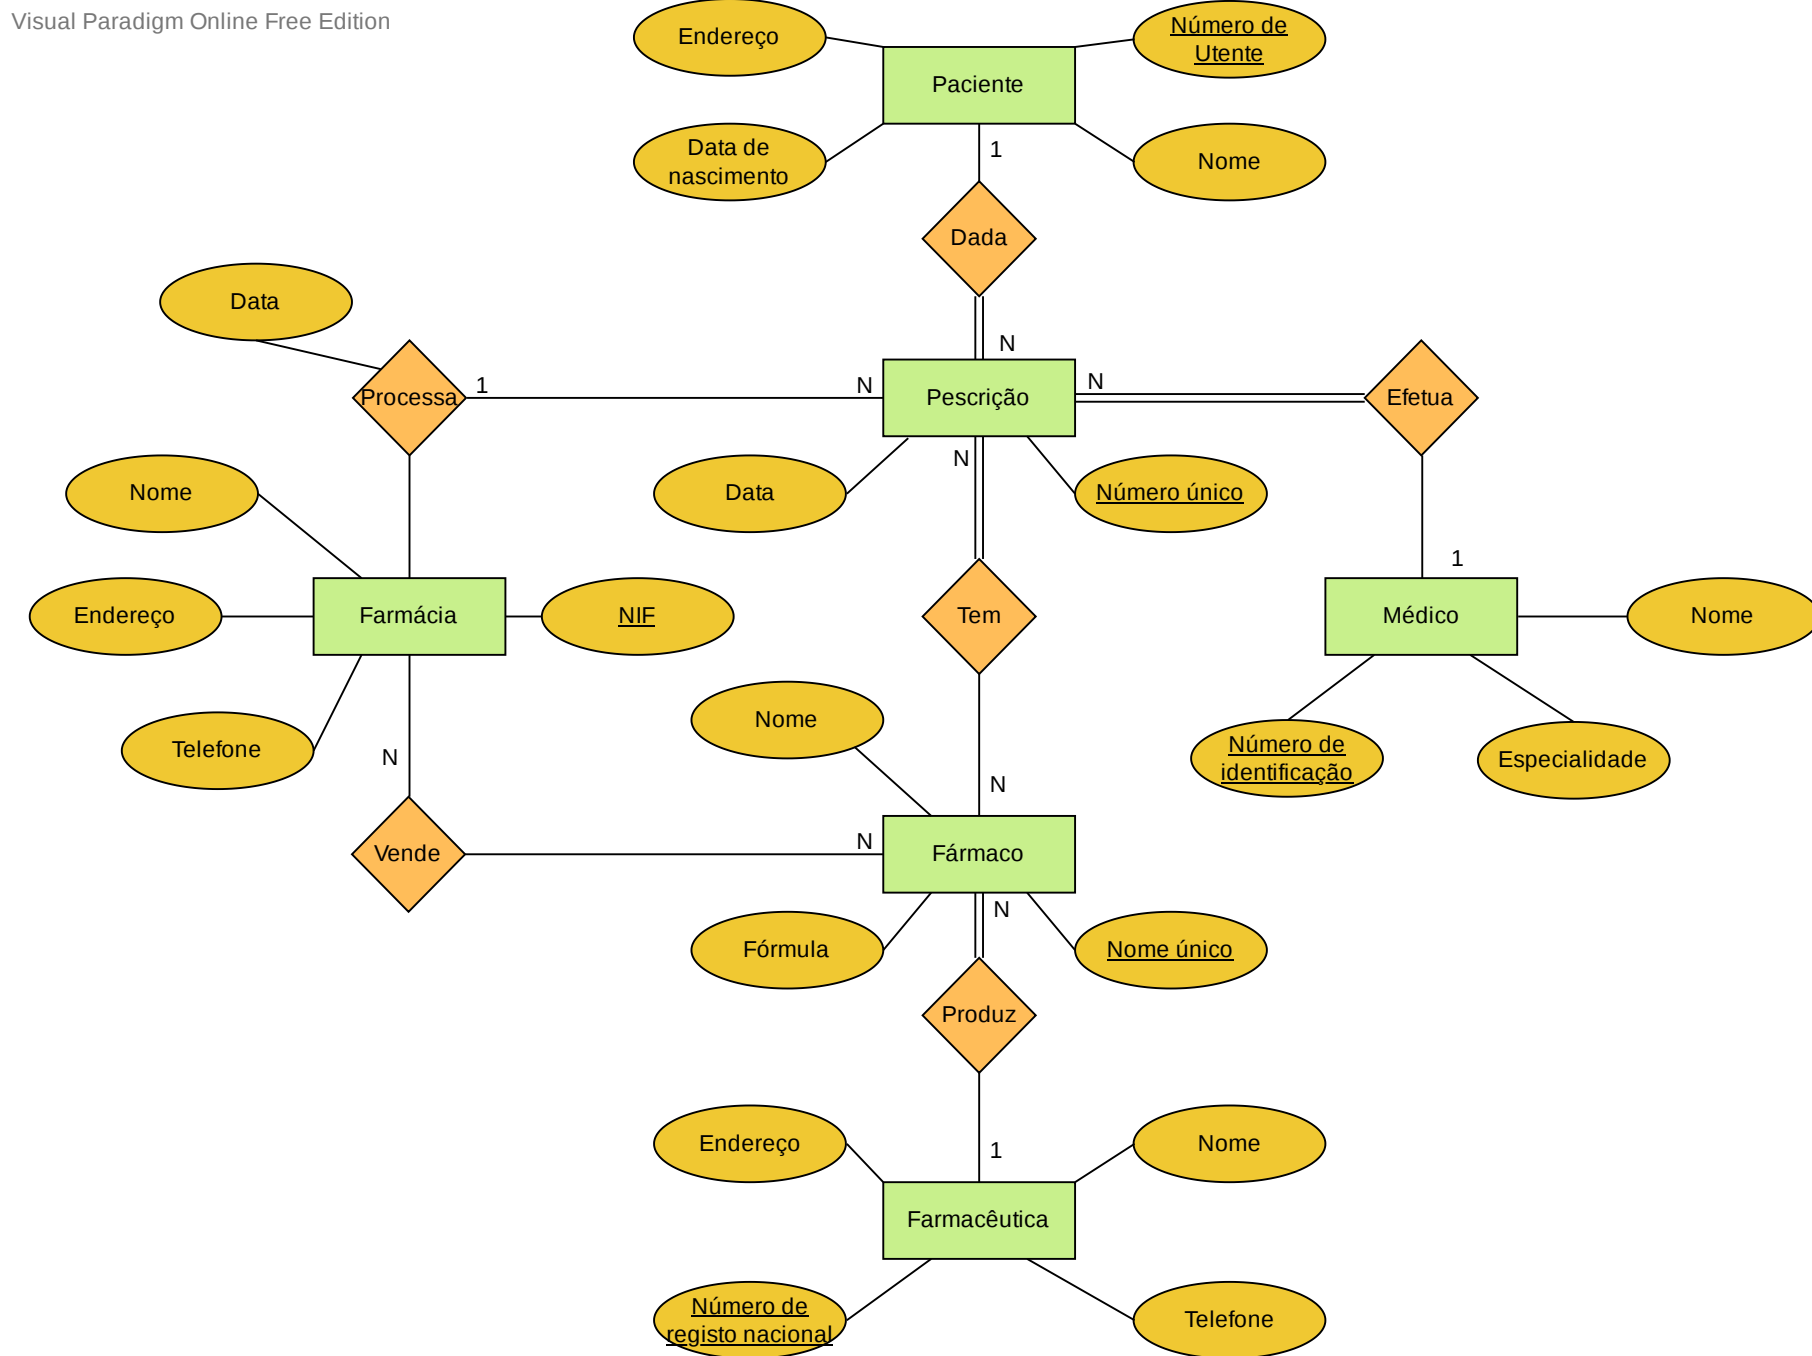 Visual Paradigm Online Free Edition
Endereço
Número de
Utente
Paciente
Data de
nascimento
1
Nome
Dada
Data
N
Processa
1
N
Pescrição
N
Efetua
N
Nome
Data
Número único
1
Farmácia
Endereço
NIF
Tem
Médico
Nome
Nome
Telefone
N
Número de
identificação
Especialidade
N
Vende
N
Fármaco
N
Fórmula
Nome único
Produz
Endereço
1
Nome
Farmacêutica
Número de
registo nacional
Telefone